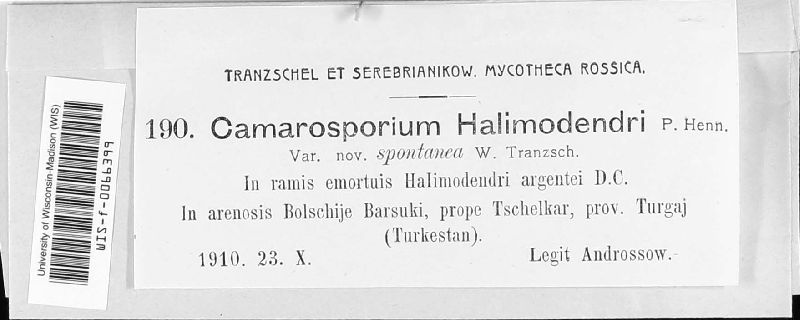 TRANZSCHEL ET SEREBRIANIKOW. MYCOTHECA ROSSICA.
190. Camarosporium Halimodendri P. Henn.
Var. nov. spontanea W. Tranzsch.
In ramis emortuis Halimodendri argentei D.C.
In arenosis Bolschije Barsuki, prope Tschelkar, prov. Turgaj
(Turkestan).
1910. 23. X. Legit Androssow.
University of Wisconsin-Madison (WIS)
WIS-f-0066399